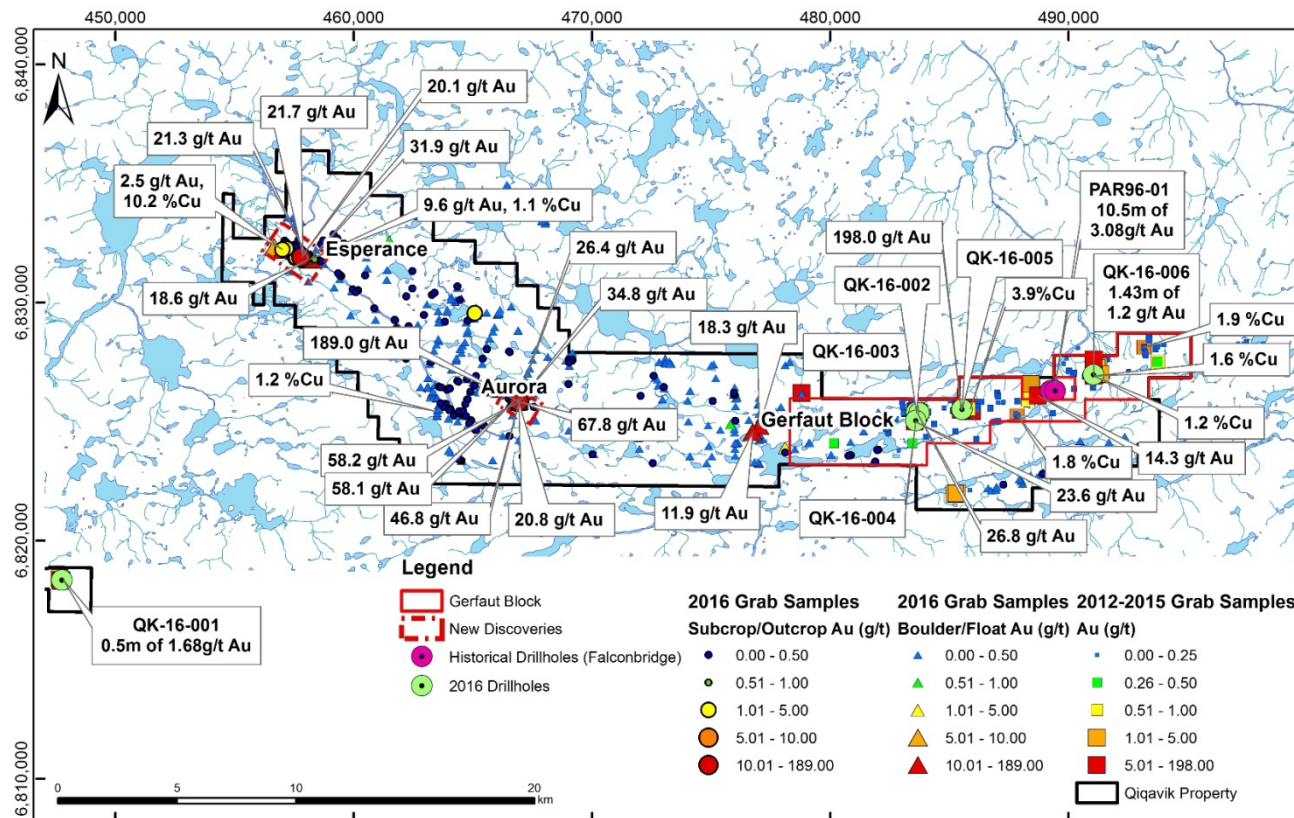 450,000
460,000
470,000
480,000
490,000
6,840,000
6,830,000
6,820,000
6,810,000
N
20.1 g/t Au
21.7 g/t Au
21.3 g/t Au
31.9 g/t Au
2.5 g/t Au,
10.2 %Cu
9.6 g/t Au, 1.1 %Cu
Esperance
18.6 g/t Au
26.4 g/t Au
34.8 g/t Au
189.0 g/t Au
1.2 %Cu
Aurora
67.8 g/t Au
58.2 g/t Au
58.1 g/t Au
46.8 g/t Au
20.8 g/t Au
18.3 g/t Au
11.9 g/t Au
Gerfaut Block
198.0 g/t Au
QK-16-005
QK-16-002
3.9%Cu
QK-16-003
PAR96-01
10.5m of
3.08g/t Au
QK-16-006
1.43m of
1.2 g/t Au
1.9 %Cu
1.6 %Cu
1.2 %Cu
14.3 g/t Au
1.8 %Cu
23.6 g/t Au
QK-16-004
26.8 g/t Au
QK-16-001
0.5m of 1.68g/t Au
Legend
Gerfaut Block
New Discoveries
Historical Drillholes (Falconbridge)
2016 Drillholes
2016 Grab Samples
Subcrop/Outcrop Au (g/t)
0.00 - 0.50
0.51 - 1.00
1.01 - 5.00
5.01 - 10.00
10.01 - 189.00
2016 Grab Samples
Boulder/Float Au (g/t)
0.00 - 0.50
0.51 - 1.00
1.01 - 5.00
5.01 - 10.00
10.01 - 189.00
2012-2015 Grab Samples
Au (g/t)
0.00 - 0.25
0.26 - 0.50
0.51 - 1.00
1.01 - 5.00
5.01 - 198.00
Qiqavik Property
0
5
10
20
km